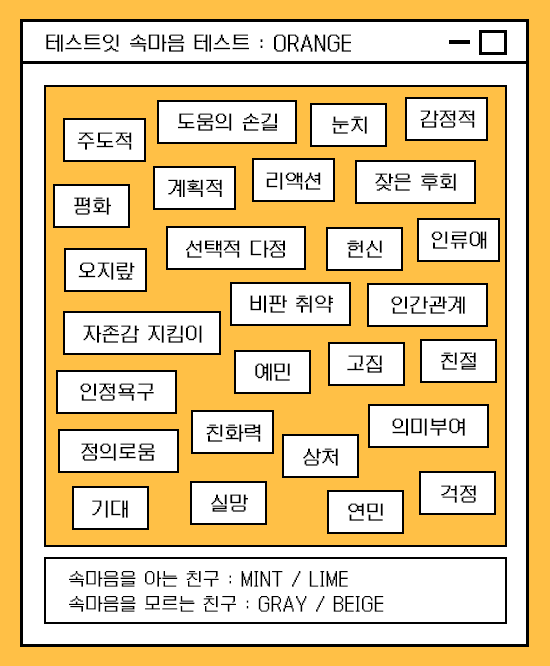 테스트잇 속마음 테스트 : ORANGE
주도적
도움의 손길
눈치
감정적
평화
계획적
리액션
잦은 후회
오지랖
선택적 다정
헌신
인류애
비판 취약
인간관계
자존감 지킴이
예민
고집
친절
인정욕구
친화력
의미부여
정의로움
상처
기대
실망
연민
걱정
속마음을 아는 친구 : MINT / LIME
속마음을 모르는 친구 : GRAY / BEIGE